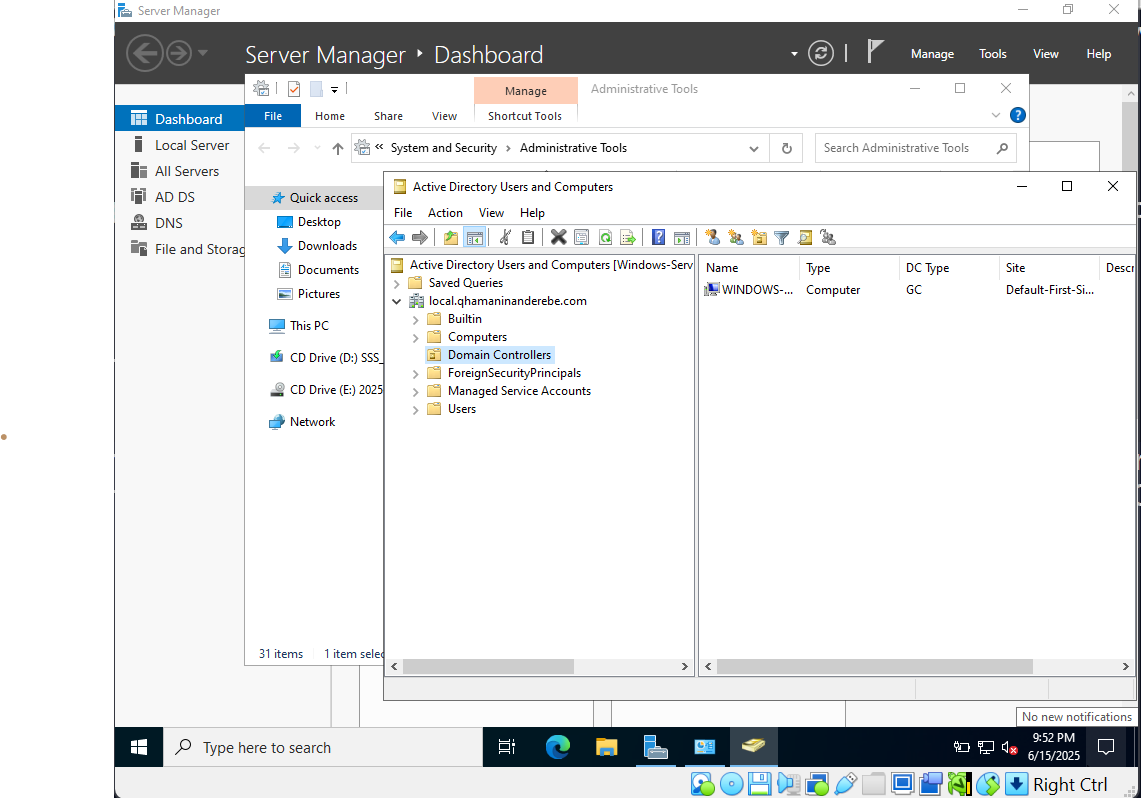 Server Manager
Server Manager Dashboard
Manage Tools View Help
Dashboard
Local Server
All Servers
AD DS
DNS
File and Storag
Manage
Administrative Tools
File Home Share View Shortcut Tools
« System and Security › Administrative Tools
Search Administrative Tools
Quick access
Desktop
Downloads
Documents
Pictures
This PC
CD Drive (D:) SSS_
CD Drive (E:) 2025
Network
31 items 1 item selec
Active Directory Users and Computers
File Action View Help
Active Directory Users and Computers [Windows-Serv
Saved Queries
local.qhamaninanderebe.com
Builtin
Computers
Domain Controllers
ForeignSecurityPrincipals
Managed Service Accounts
Users
Name Type DC Type Site Descr
WINDOWS-... Computer GC Default-First-Si...
No new notifications
Type here to search
9:52 PM
6/15/2025
Right Ctrl